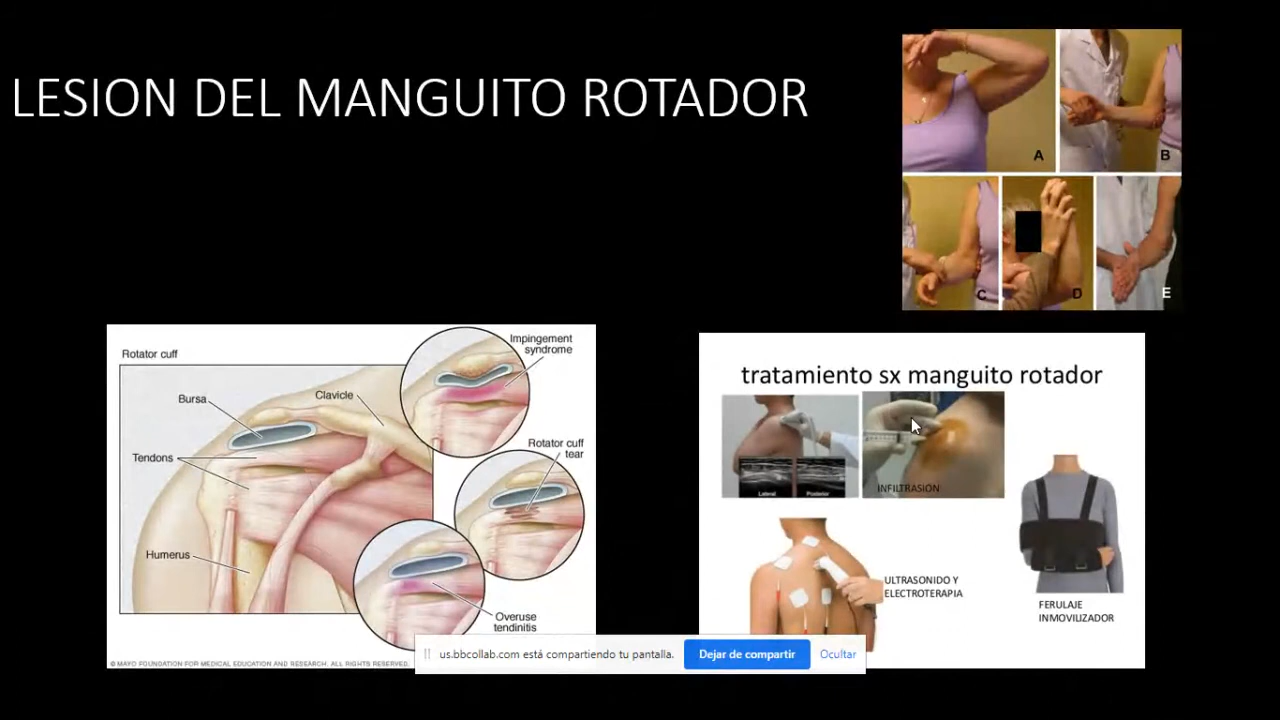 LESION DEL MANGUITO ROTADOR
A
B
C
D
E
Rotator cuff
Bursa
Clavicle
Tendons
Humerus
Impingement
syndrome
Rotator cuff
tear
Overuse
tendinitis
© MAYO FOUNDATION FOR MEDICAL EDUCATION AND RESEARCH. ALL RIGHTS RESERVED.
tratamiento sx manguito rotador
Lateral
Posterior
INFILTRASION
ULTRASONIDO Y
ELECTROTERAPIA
FERULAJE
INMOVILIZADOR
us.bbcollab.com está compartiendo tu pantalla.
Dejar de compartir
Ocultar